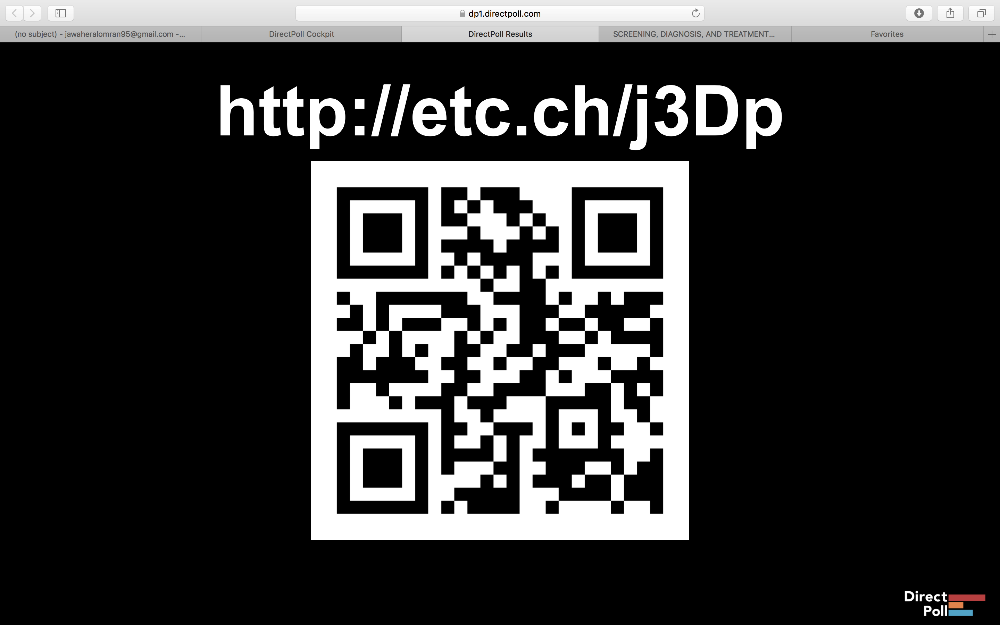 dp1.directpoll.com
(no subject) - jawaheralomran95@gmail.com -...
DirectPoll Cockpit
DirectPoll Results
SCREENING, DIAGNOSIS, AND TREATMENT...
Favorites
http://etc.ch/j3Dp
Direct
Poll